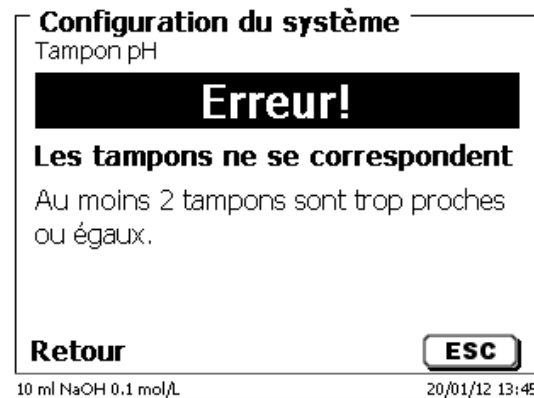 Configuration du système
Tampon pH
Erreur!
Les tampons ne se correspondent
Au moins 2 tampons sont trop proches
ou égaux.
Retour ESC
10 ml NaOH 0.1 mol/L 20/01/12 13:45